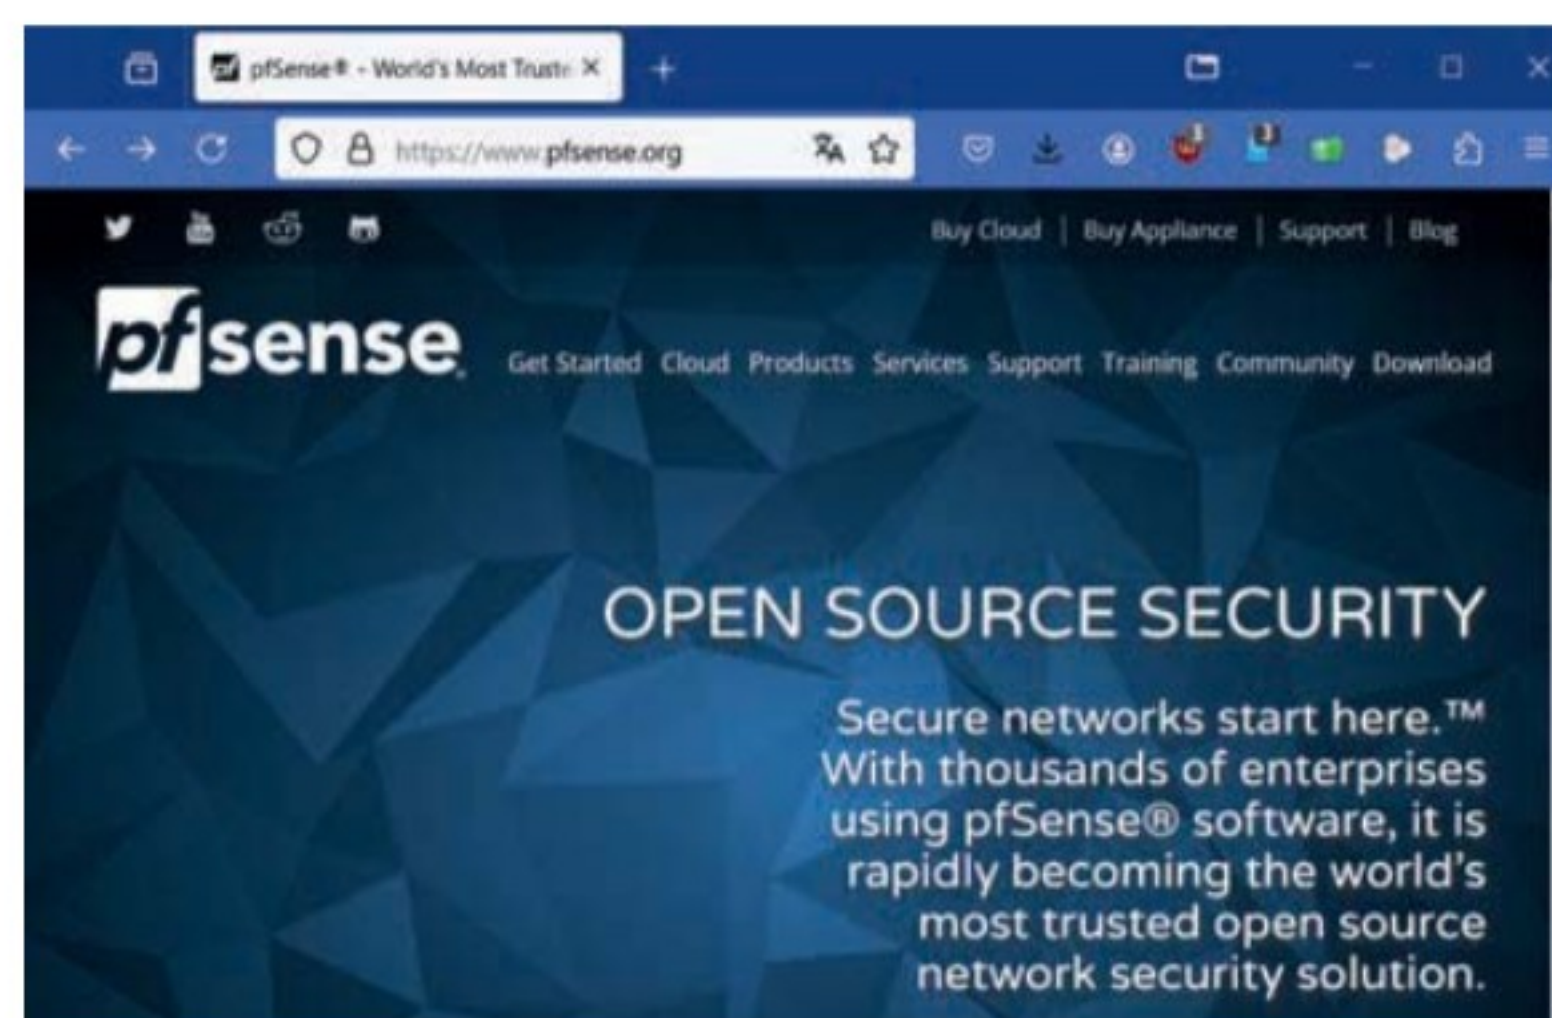 pfSense® - World's Most Truste
https://www.pfsense.org
Buy Cloud | Buy Appliance | Support | Blog
pfsense
Get Started Cloud Products Services Support Training Community Download
OPEN SOURCE SECURITY
Secure networks start here.™
With thousands of enterprises
using pfSense® software, it is
rapidly becoming the world's
most trusted open source
network security solution.